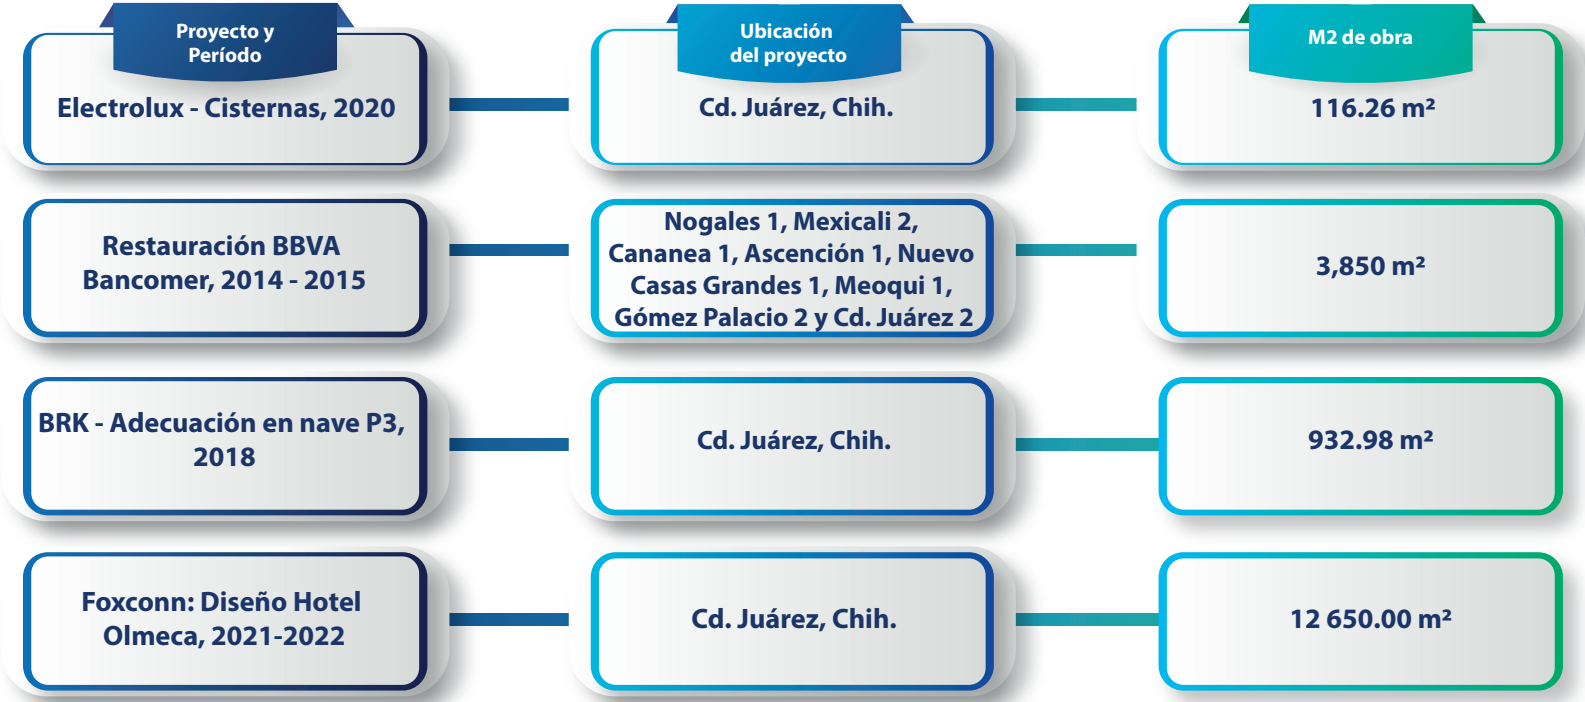 Proyecto y
Período
Ubicación
del proyecto
M2 de obra
Electrolux - Cisternas, 2020
Cd. Juárez, Chih.
116.26 m²
Restauración BBVA
Bancomer, 2014 - 2015
Nogales 1, Mexicali 2,
Cananea 1, Ascención 1, Nuevo
Casas Grandes 1, Meoqui 1,
Gómez Palacio 2 y Cd. Juárez 2
3,850 m²
BRK - Adecuación en nave P3,
2018
Cd. Juárez, Chih.
932.98 m²
Foxconn: Diseño Hotel
Olmeca, 2021-2022
Cd. Juárez, Chih.
12 650.00 m²